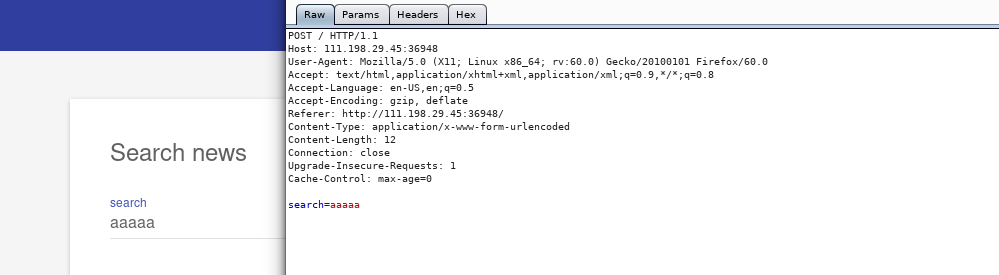 Search news
search
aaaaa
Raw Params Headers Hex
POST / HTTP/1.1
Host: 111.198.29.45:36948
User-Agent: Mozilla/5.0 (X11; Linux x86_64; rv:60.0) Gecko/20100101 Firefox/60.0
Accept: text/html,application/xhtml+xml,application/xml;q=0.9,*/*;q=0.8
Accept-Language: en-US,en;q=0.5
Accept-Encoding: gzip, deflate
Referer: http://111.198.29.45:36948/
Content-Type: application/x-www-form-urlencoded
Content-Length: 12
Connection: close
Upgrade-Insecure-Requests: 1
Cache-Control: max-age=0
search=aaaaa